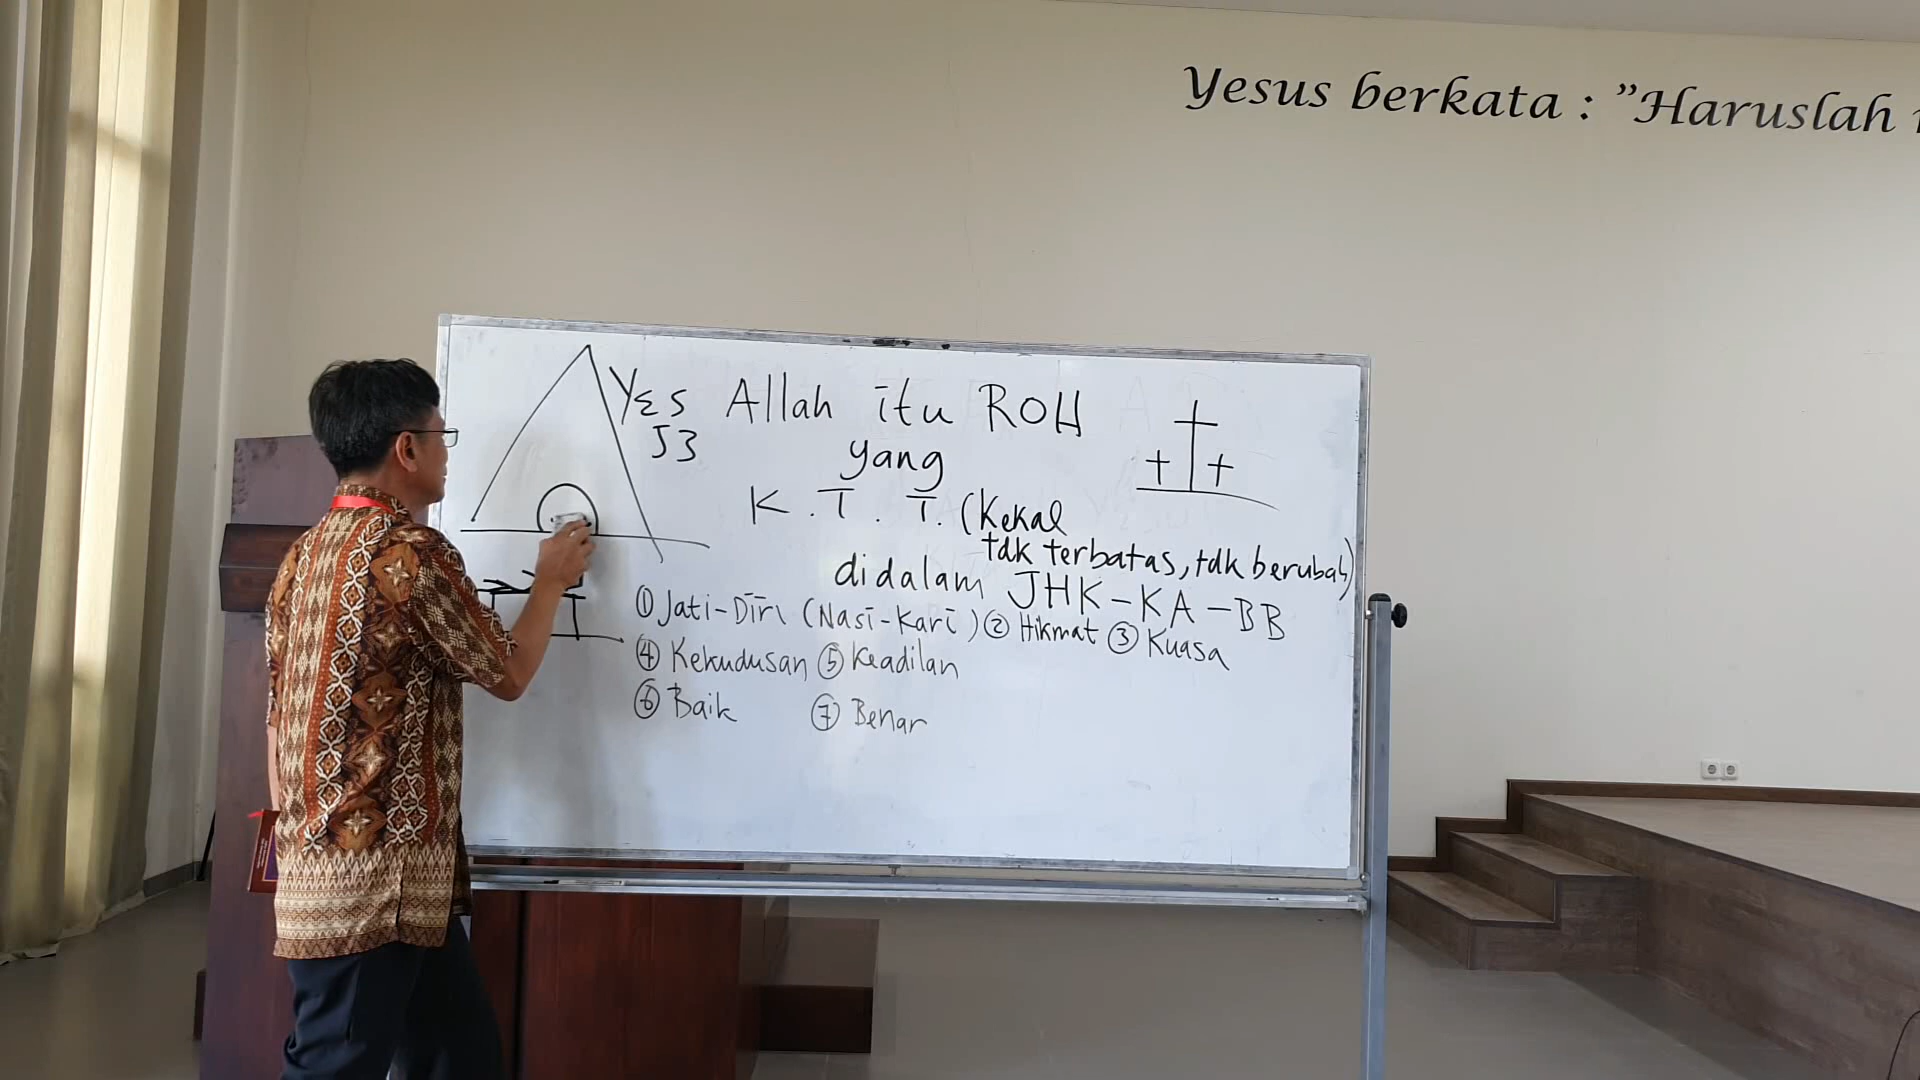 Yesus berkata : "Haruslah
Yes Allah itu ROH
J3
yang
K.T.T. (Kekal
tdk terbatas, tdk berubah)
didalam JHK-KA-BB
① Jati-Diri (Nasi-Kari) ② Hikmat ③ Kuasa
④ Kekudusan ⑤ Keadilan
⑥ Baik ⑦ Benar